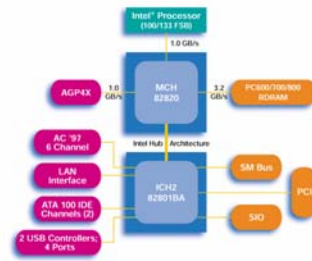 Intel® Processor
(100/133 FSB)
1.0 GB/s
AGP4X
1.0
GB/s
MCH
82820
3.2
GB/s
PC600/700/800
RDRAM
AC '97
6 Channel
Intel Hub
Architecture
LAN
Interface
ICH2
82801BA
SM Bus
PCI
ATA 100 IDE
Channels (2)
SIO
2 USB Controllers;
4 Ports